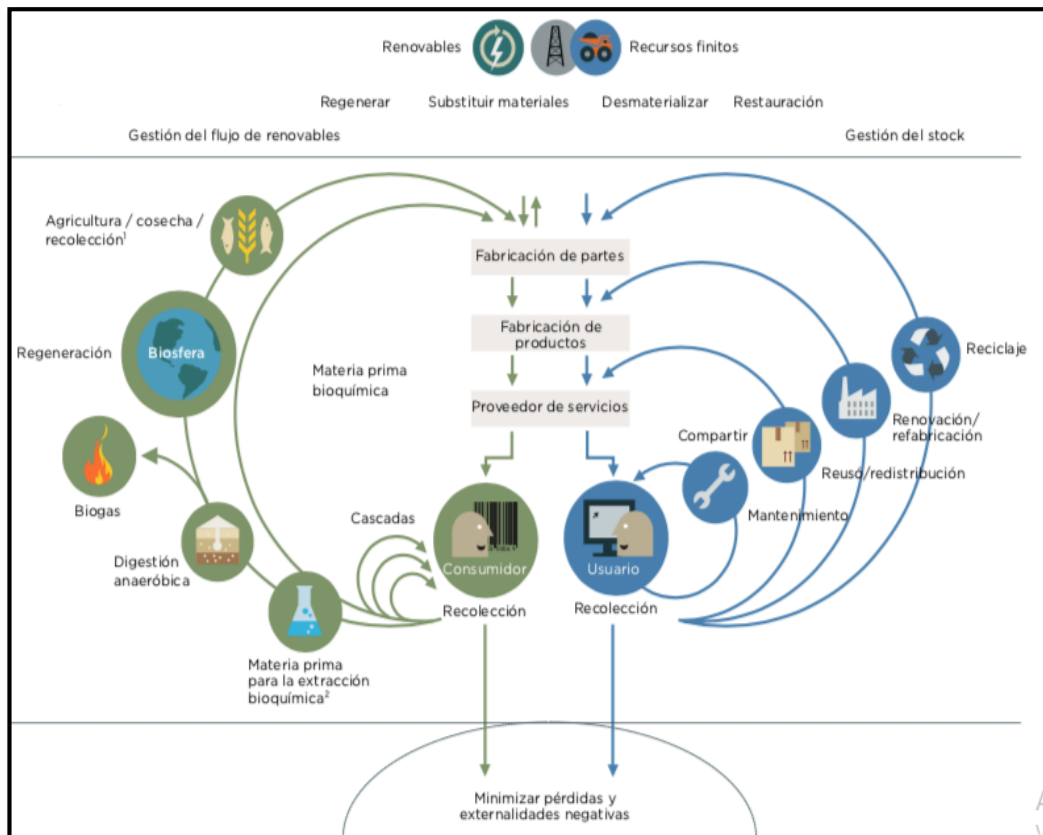 Renovables
Recursos finitos
Regenerar
Substituir materiales
Desmaterializar
Restauración
Gestión del flujo de renovables
Gestión del stock
Agricultura / cosecha /
recolección¹
Fabricación de partes
Regeneración
Biosfera
Fabricación de
productos
Reciclaje
Materia prima
bioquímica
Proveedor de servicios
Renovación/
refabricación
Compartir
Reuso/redistribución
Biogas
Cascadas
Mantenimiento
Digestión
anaeróbica
Consumidor
Usuario
Recolección
Recolección
Materia prima
para la extracción
bioquímica²
Minimizar pérdidas y
externalidades negativas